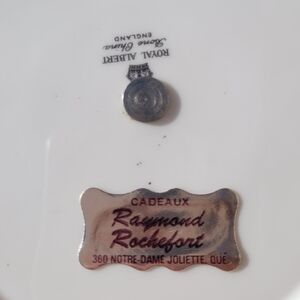 ROYAL ALBERT
Bone China
ENGLAND
CADEAUX
Raymond
Rochefort
360 NOTRE-DAME JOLIETTE, QUE.